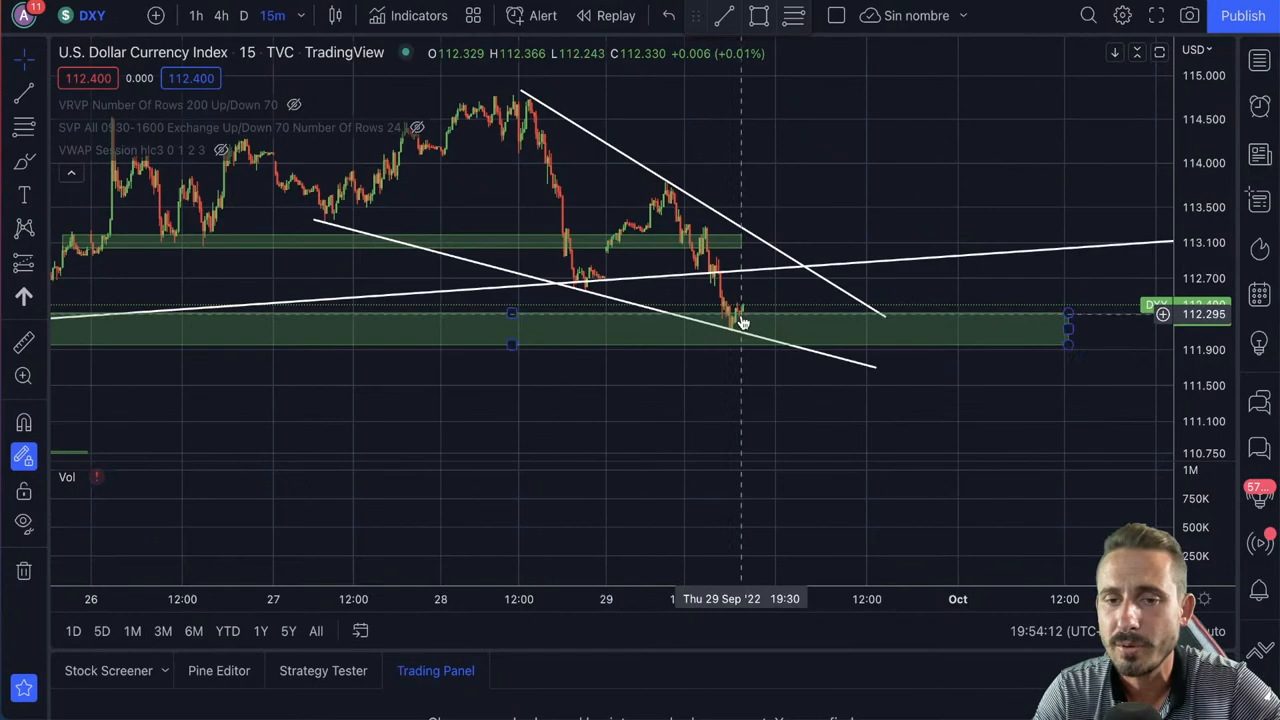 A 11 $ DXY 1h 4h D 15m Indicators Alert Replay Sin nombre Publish
U.S. Dollar Currency Index · 15 · TVC · TradingView O112.329 H112.366 L112.243 C112.330 +0.006 (+0.01%) USD
112.400 0.000 112.400
VRVP Number Of Rows 200 Up/Down 70
SVP All 0930-1600 Exchange Up/Down 70 Number Of Rows 24
VWAP Session hlc3 0 1 2 3
115.000
114.500
114.000
113.500
113.100
112.700
112.295
111.900
111.500
111.100
110.750
Vol !
1M
750K
500K
250K
57...
26 12:00 27 12:00 28 12:00 29 Thu 29 Sep '22 19:30 12:00 Oct 12:00
1D 5D 1M 3M 6M YTD 1Y 5Y All 19:54:12 (UTC-
Stock Screener Pine Editor Strategy Tester Trading Panel